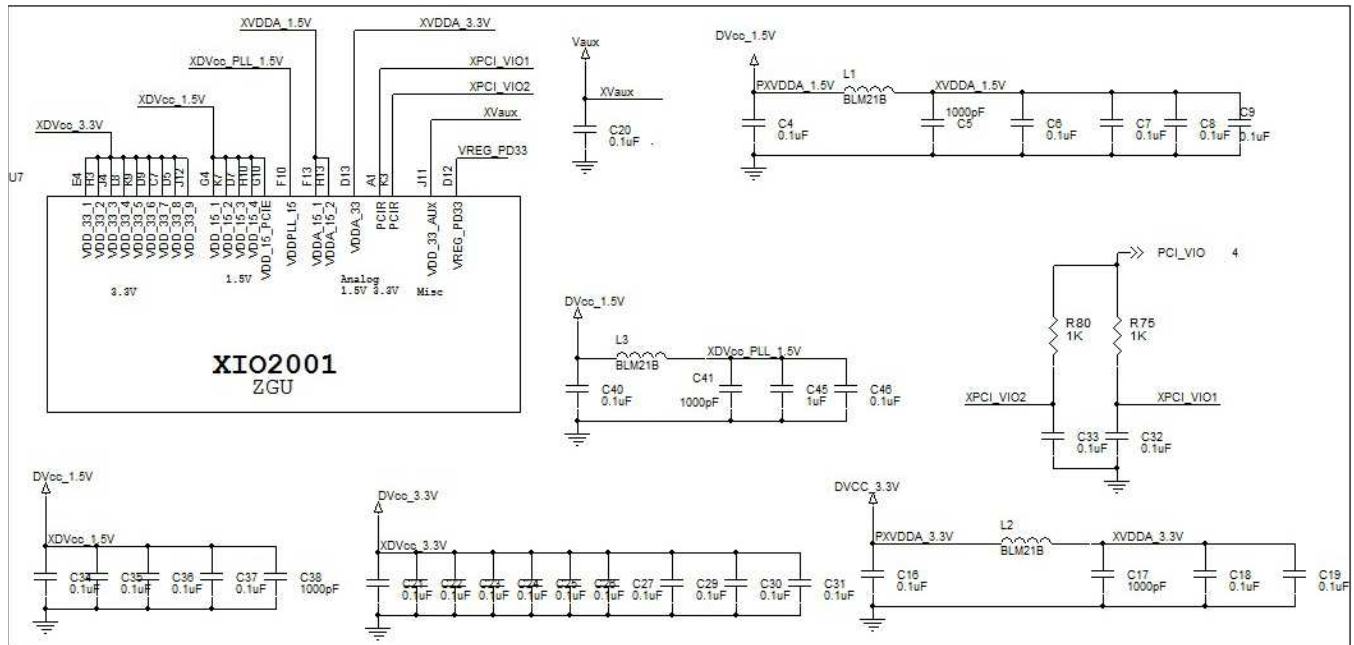 XVDDA_1.5V
XVDDA_3.3V
XDVcc_PLL_1.5V
XPCI_VIO1
XPCI_VIO2
XDVcc_1.5V
XVaux
XDVcc_3.3V
VREG_PD33
U7
E4
H3
J4
L8
K9
D9
C7
D5
J12
G4
K7
D7
H10
G10
F10
F13
H13
D13
A1
K3
J11
D12
VDD_33_1
VDD_33_2
VDD_33_3
VDD_33_4
VDD_33_5
VDD_33_6
VDD_33_7
VDD_33_8
VDD_33_9
VDD_15_1
VDD_15_2
VDD_15_3
VDD_15_4
VDD_15_PCIE
VDDPLL_15
VDDA_15_1
VDDA_15_2
VDDA_33
PCIR
PCIR
VDD_33_AUX
VREG_PD33
3.3V
1.5V
Analog
1.5V 3.3V
Misc
XIO2001
ZGU
Vaux
XVaux
C20
0.1uF
DVcc_1.5V
PXVDDA_1.5V
L1
BLM21B
XVDDA_1.5V
C4
0.1uF
1000pF
C5
C6
0.1uF
C7
0.1uF
C8
0.1uF
C9
0.1uF
PCI_VIO 4
R80
1K
R75
1K
XPCI_VIO2
XPCI_VIO1
C33
0.1uF
C32
0.1uF
DVcc_1.5V
L3
BLM21B
XDVcc_PLL_1.5V
C40
0.1uF
C41
1000pF
C45
1uF
C46
0.1uF
DVcc_1.5V
XDVcc_1.5V
C34
0.1uF
C35
0.1uF
C36
0.1uF
C37
0.1uF
C38
1000pF
DVcc_3.3V
XDVcc_3.3V
C21
0.1uF
C22
0.1uF
C23
0.1uF
C24
0.1uF
C25
0.1uF
C26
0.1uF
C27
0.1uF
C29
0.1uF
C30
0.1uF
C31
0.1uF
DVCC_3.3V
PXVDDA_3.3V
L2
BLM21B
XVDDA_3.3V
C16
0.1uF
C17
1000pF
C18
0.1uF
C19
0.1uF